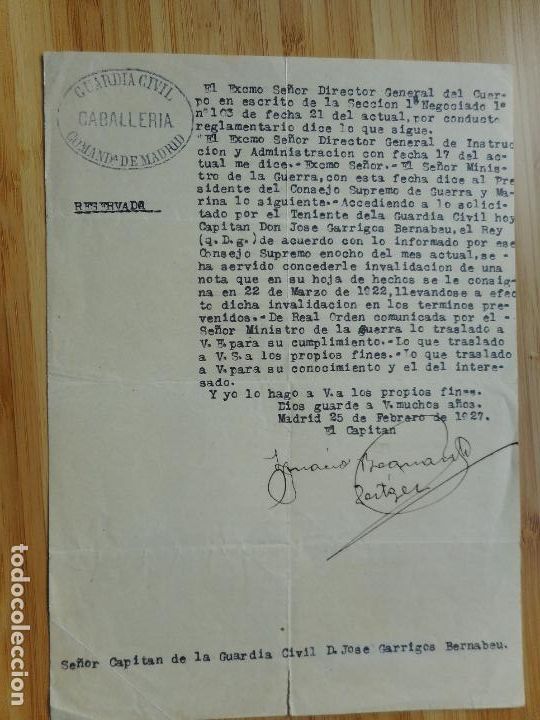 GUARDIA CIVIL
CABALLERIA
COMANDª DE MADRID
RESERVADO
El Excmo Señor Director General del Cuer-
po en escrito de la Seccion 1ª Negociado 1ª
nº 103 de fecha 21 del actual, por conducto
reglamentario dice lo que sigue.
"El Excmo Señor Director General de Instruc
cion y Administracion con fecha 17 del ac-
tual me dice.-Excmo Señor.-El Señor Minis-
tro de la Guerra, con esta fecha dice al Pre
sidente del Consejo Supremo de Guerra y Ma-
rina lo siguiente.-Accediendo a lo solici-
tado por el Teniente dela Guardia Civil hoy
Capitan Don Jose Garrigos Bernabeu, el Rey
(q.D.g.) de acuerdo con lo informado por ese
Consejo Supremo enocho del mes actual, se-
ha servido concederle invalidacion de una
nota que en su hoja de hechos se le consig-
na en 22 de Marzo de 1922, llevandose a efec
to dicha invalidacion en los terminos pre-
venidos.-De Real Orden comunicada por el -
Señor Ministro de la guerra lo traslado a
V.E. para su cumplimiento.-Lo que traslado
a V.S. a los propios fines.-Lo que traslado
a V. para su conocimiento y el del intere-
sado.
Y yo lo hago a V. a los propios fines.
Dios guarde a V. muchos años.
Madrid 25 de Febrero de 1927.
El Capitan
Ignacio
Señor Capitan de la Guardia Civil D. Jose Garrigos Bernabeu.
todocoleccion